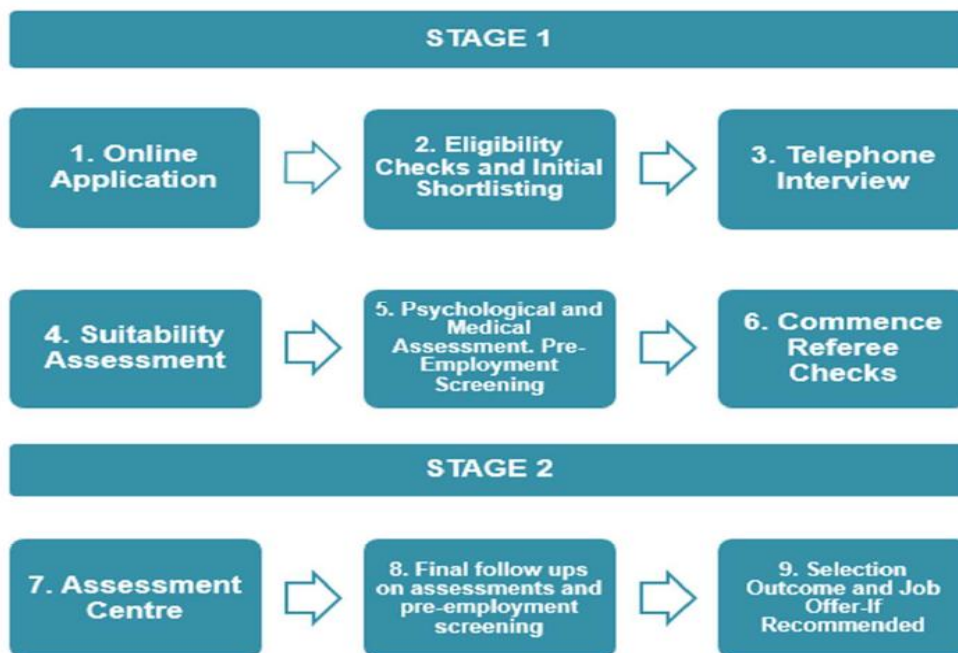 STAGE 1
1. Online
Application
2. Eligibility
Checks and Initial
Shortlisting
3. Telephone
Interview
4. Suitability
Assessment
5. Psychological and
Medical
Assessment. Pre-
Employment
Screening
6. Commence
Referee
Checks
STAGE 2
7. Assessment
Centre
8. Final follow ups
on assessments and
pre-employment
screening
9. Selection
Outcome and Job
Offer-If
Recommended